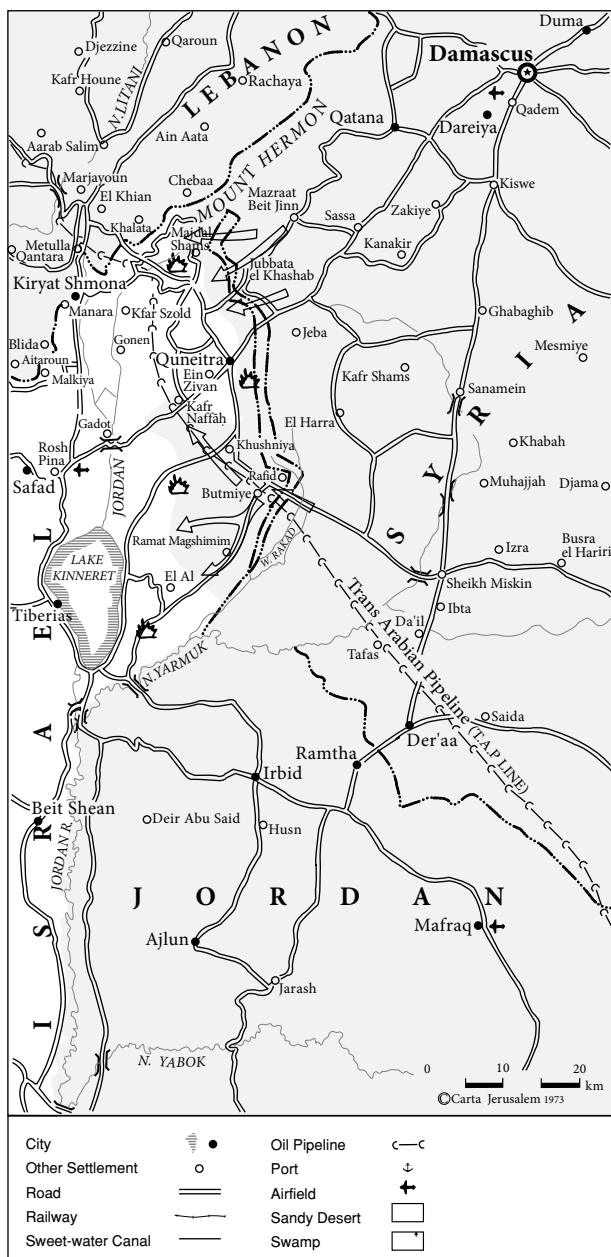 Duma
Djezzine
Qaroun
Damascus
LEBANON
Kafr Houne
Rachaya
N. LITANI
Qadem
Dareiya
Qatana
Aarab Salim
Ain Aata
MOUNT HERMON
Marjayoun
Chebaa
Mazraat
Beit Jinn
Kiswe
El Khian
Zakiye
Khalata
Sassa
Majdal
Shams
Metulla
Qantara
Kanakir
Jubbata
el Khashab
Kiryat Shmona
Manara
Kfar Szold
Ghabaghib
Jeba
Mesmiye
Blida
Gonen
Aitaroun
Quneitra
Kafr Shams
Malkiya
Ein
Zivan
Sanamein
Kafr
Naffah
El Harra
Gadot
Khabah
Rosh
Pina
Khushniya
SYRIA
Safad
JORDAN
Rafid
Butmiye
Muhajjah
Djama
Ramat Magshimim
W. RAKAD
LAKE
KINNERET
Izra
Busra
el Hariri
El Al
Sheikh Miskin
Tiberias
Ibta
Da'il
Tafas
Trans Arabian Pipeline (T.A.P LINE)
N.YARMUK
Saida
Der'aa
Ramtha
Irbid
ISRAEL
Beit Shean
Deir Abu Said
Husn
JORDAN R.
JORDAN
Mafraq
Ajlun
Jarash
N. YABOK
0 10 20
km
©Carta Jerusalem 1973
City
Other Settlement
Road
Railway
Sweet-water Canal
Oil Pipeline
Port
Airfield
Sandy Desert
Swamp